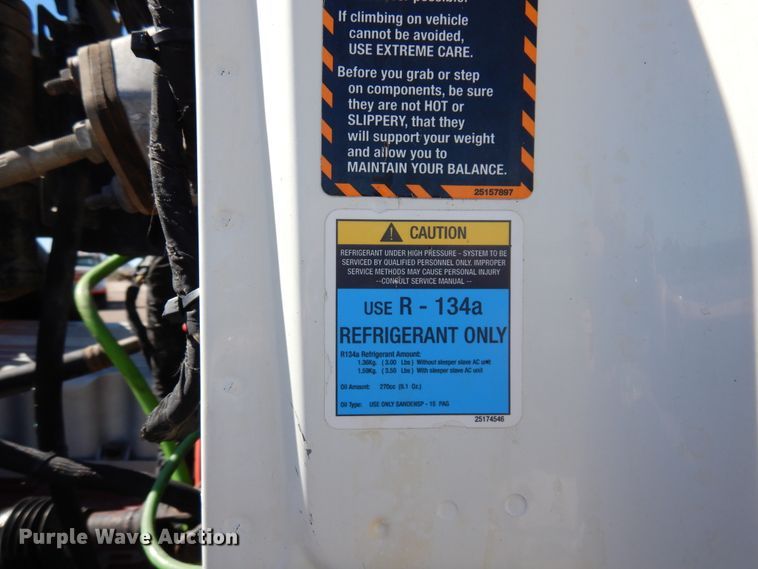 If climbing on vehicle
cannot be avoided,
USE EXTREME CARE.
Before you grab or step
on components, be sure
they are not HOT or
SLIPPERY, that they
will support your weight
and allow you to
MAINTAIN YOUR BALANCE.
25157897
CAUTION
REFRIGERANT UNDER HIGH PRESSURE - SYSTEM TO BE
SERVICED BY QUALIFIED PERSONNEL ONLY. IMPROPER
SERVICE METHODS MAY CAUSE PERSONAL INJURY
--CONSULT SERVICE MANUAL --
USE R - 134a
REFRIGERANT ONLY
R134a Refrigerant Amount:
1.36Kg. ( 3.00 Lbs ) Without sleeper slave AC unit
1.59Kg. ( 3.50 Lbs ) With sleeper slave AC unit
Oil Amount: 270cc (9.1 Oz.)
Oil Type: USE ONLY SANDENSP - 15 PAG
25174546
Purple Wave Auction